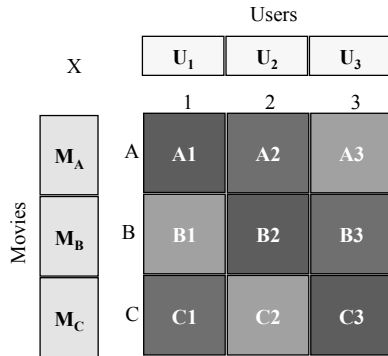 Users
X
U1 U2 U3
1 2 3
Movies
MA A A1 A2 A3
MB B B1 B2 B3
MC C C1 C2 C3